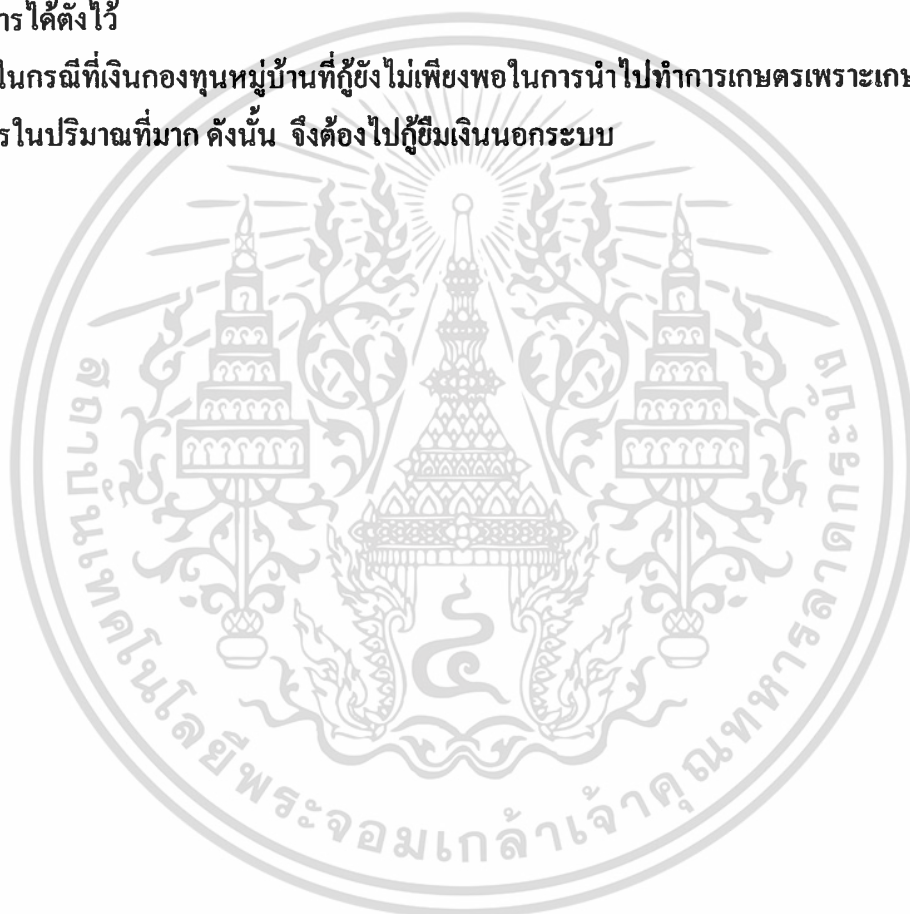 ารได้ตั้งไว้
ในกรณีที่เงินกองทุนหมู่บ้านที่กู้ยังไม่เพียงพอในการนำไปทำการเกษตรเพราะเกษ
รในปริมาณที่มาก ดังนั้น จึงต้องไปกู้ยืมเงินนอกระบบ
สถาบันเทคโนโลยีพระจอมเกล้าเจ้าคุณทหารลาดกระบัง